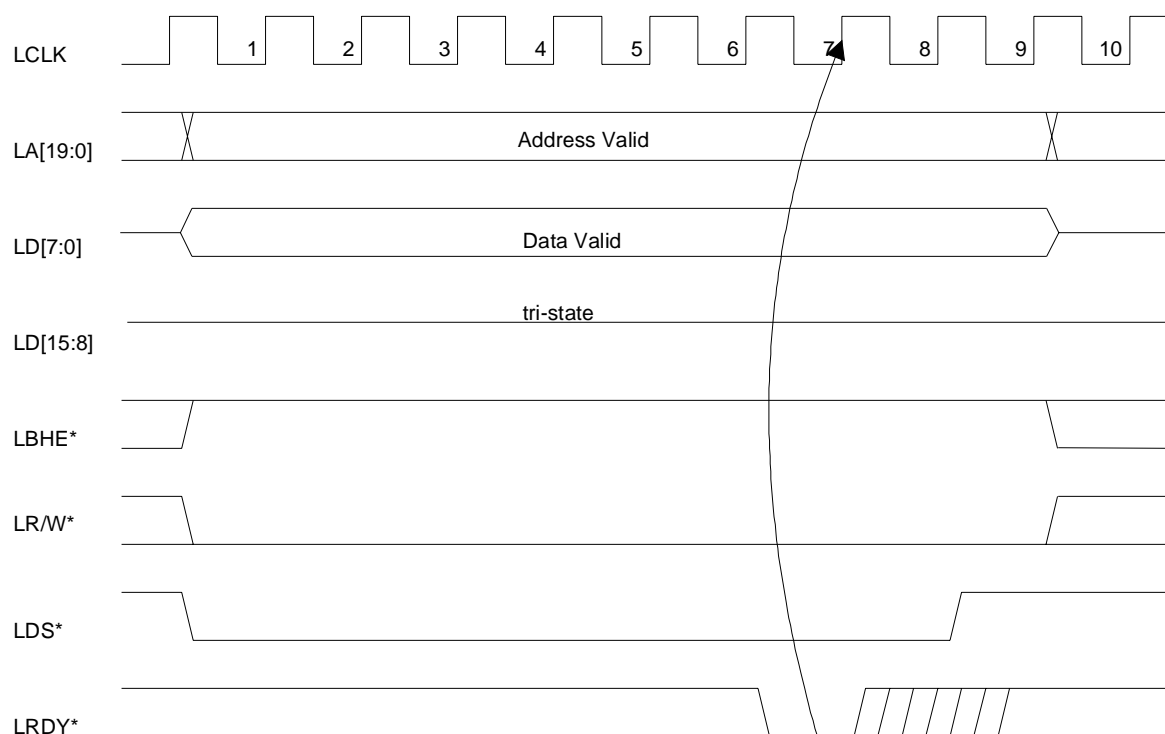 LCLK
1 2 3 4 5 6 7 8 9 10
LA[19:0]
Address Valid
LD[7:0]
Data Valid
LD[15:8]
tri-state
LBHE*
LR/W*
LDS*
LRDY*